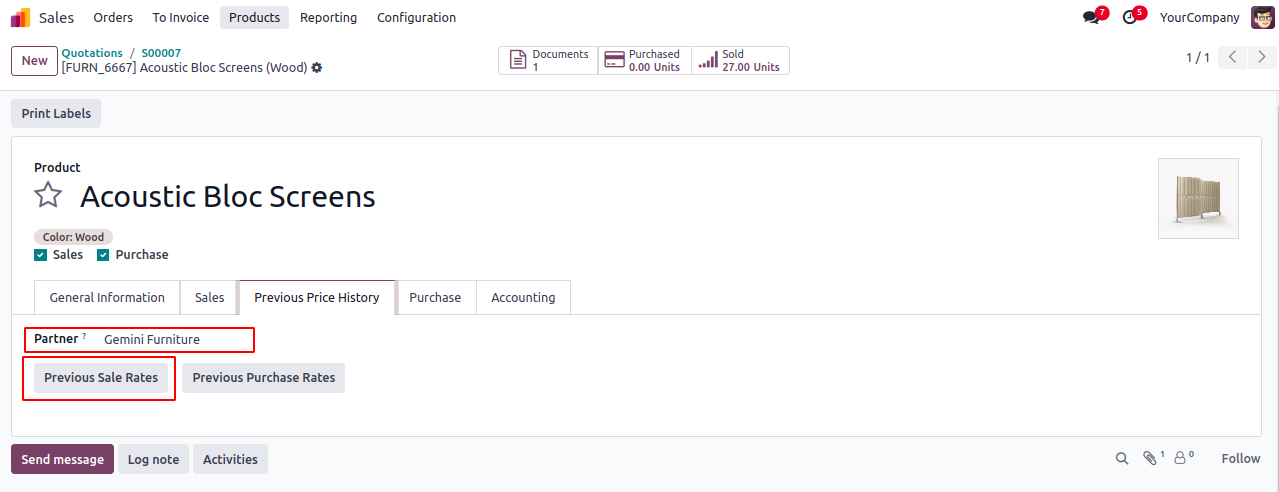 Sales Orders To Invoice Products Reporting Configuration 7 5 YourCompany
New Quotations / S00007
[FURN_6667] Acoustic Bloc Screens (Wood)
Documents 1 Purchased 0.00 Units Sold 27.00 Units 1 / 1
Print Labels
Product
Acoustic Bloc Screens
Color: Wood
Sales Purchase
General Information Sales Previous Price History Purchase Accounting
Partner ? Gemini Furniture
Previous Sale Rates Previous Purchase Rates
Send message Log note Activities 1 0 Follow